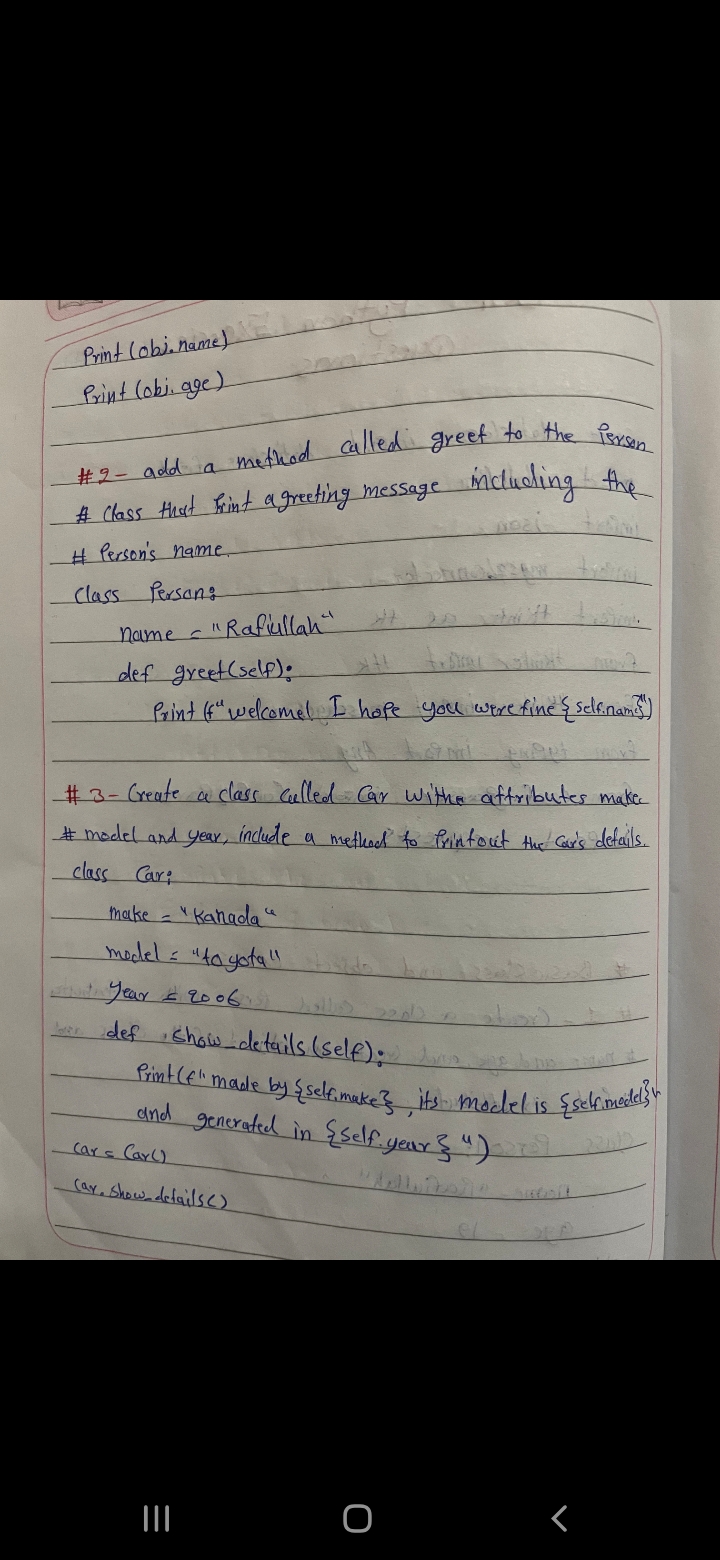 Print (obj.name)
Print (obj.age)
#2- add a method called greet to the Person
# Class that Print a greeting message including the
# Person's name.
Class Person:
name = "Rafiullah"
def greet(self):
Print (f"welcome! I hope you were fine {self.name}")
#3- Create a class called Car withe attributes make
# model and year, include a method to Printout the Car's details.
class Car:
make = "Kanada"
model = "toyota"
Year = 2006
def show_details(self):
Print(f" made by {self.make}, its model is {self.model}\
and generated in {self.year} ")
Car = Car()
Car.show_details()